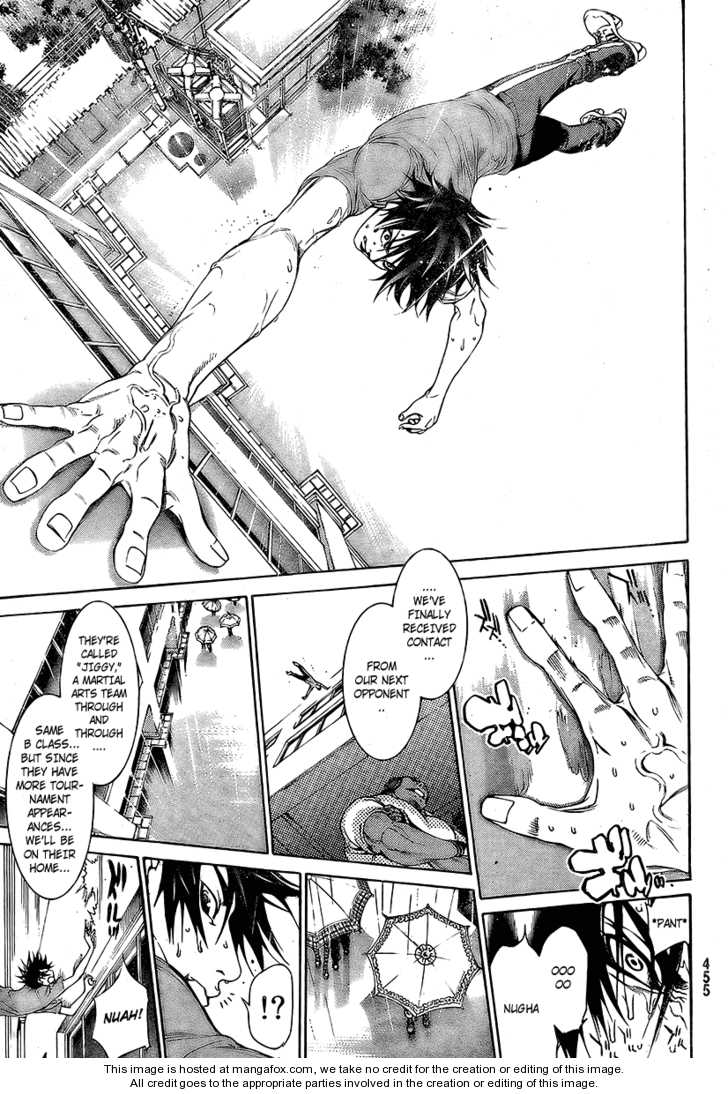 ....
WE'VE
FINALLY
RECEIVED
CONTACT
...
FROM
OUR NEXT
OPPONENT
..
THEY'RE
CALLED
"JIGGY,"
A MARTIAL
ARTS TEAM
THROUGH
AND
THROUGH
....
SAME
B CLASS...
BUT SINCE
THEY HAVE
MORE TOUR-
NAMENT
APPEAR-
ANCES...
WE'LL
BE ON THEIR
HOME...
*PANT*
OOO
OO
NUGHA
!?
NUAH!
455
This image is hosted at mangafox.com, we take no credit for the creation or editing of this image.
All credit goes to the appropriate parties involved in the creation or editing of this image.